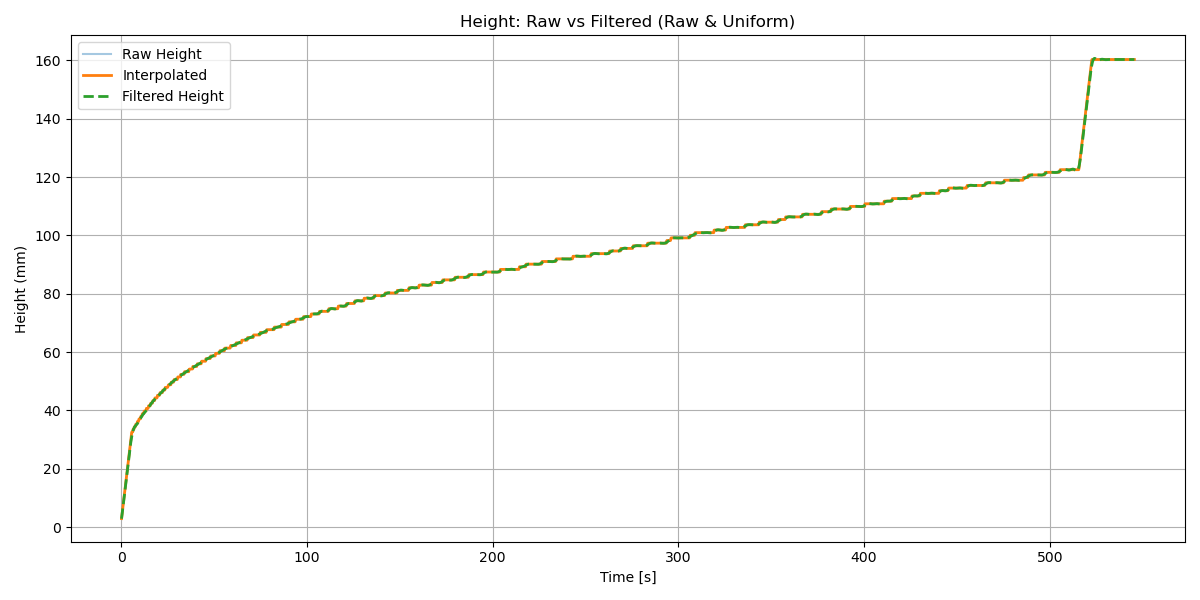 Height: Raw vs Filtered (Raw & Uniform)
Raw Height
Interpolated
Filtered Height
Height (mm)
160
140
120
100
80
60
40
20
0
0 100 200 300 400 500
Time [s]